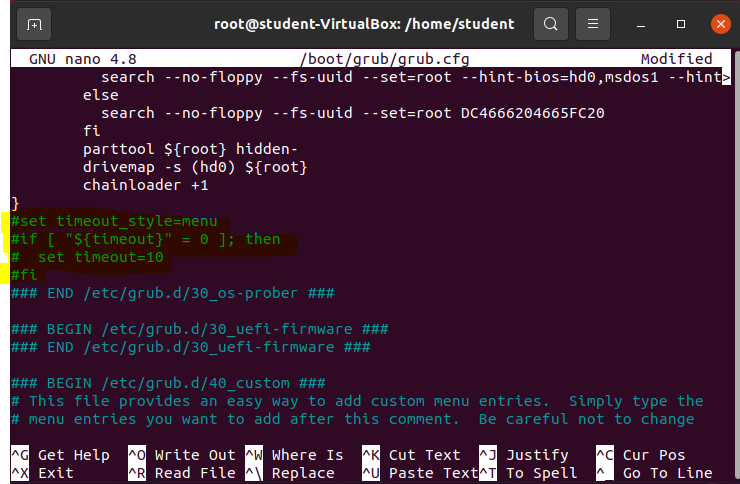 root@student-VirtualBox: /home/student
GNU nano 4.8 /boot/grub/grub.cfg Modified
search --no-floppy --fs-uuid --set=root --hint-bios=hd0,msdos1 --hint>
else
search --no-floppy --fs-uuid --set=root DC4666204665FC20
fi
parttool ${root} hidden-
drivemap -s (hd0) ${root}
chainloader +1
}
#set timeout_style=menu
#if [ "${timeout}" = 0 ]; then
#  set timeout=10
#fi
### END /etc/grub.d/30_os-prober ###
### BEGIN /etc/grub.d/30_uefi-firmware ###
### END /etc/grub.d/30_uefi-firmware ###
### BEGIN /etc/grub.d/40_custom ###
# This file provides an easy way to add custom menu entries.  Simply type the
# menu entries you want to add after this comment.  Be careful not to change
^G Get Help ^O Write Out ^W Where Is ^K Cut Text ^J Justify ^C Cur Pos
^X Exit ^R Read File ^\ Replace ^U Paste Text ^T To Spell ^_ Go To Line